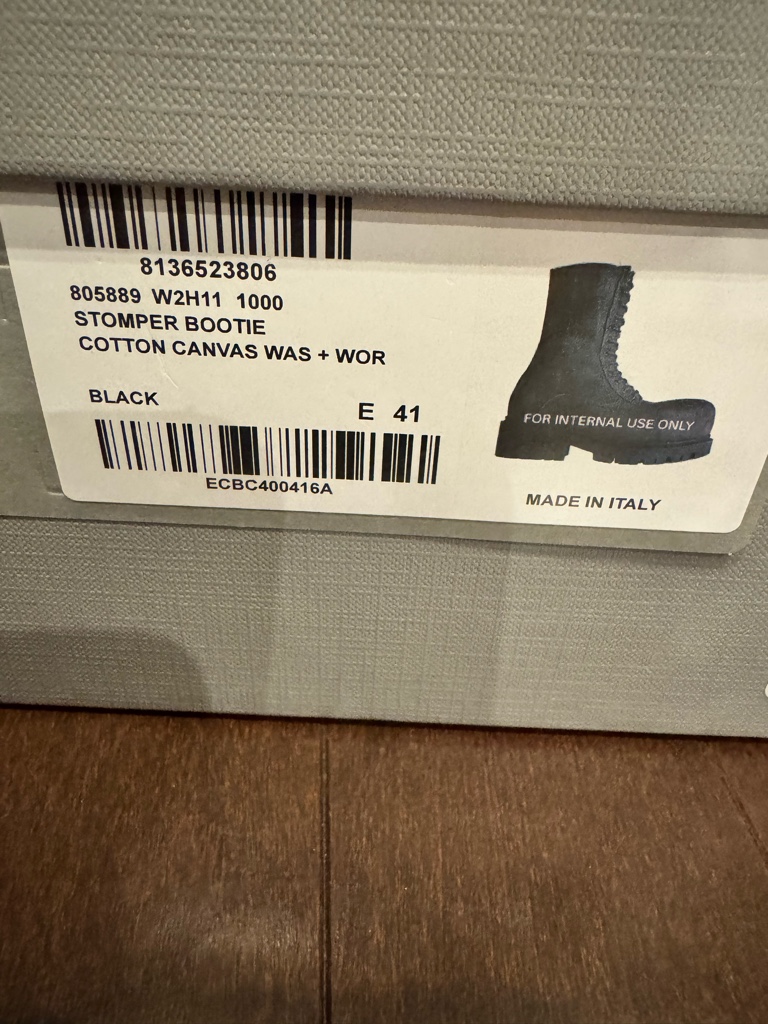 8136523806
805889 W2H11 1000
STOMPER BOOTIE
COTTON CANVAS WAS + WOR
BLACK
E 41
ECBC400416A
FOR INTERNAL USE ONLY
MADE IN ITALY